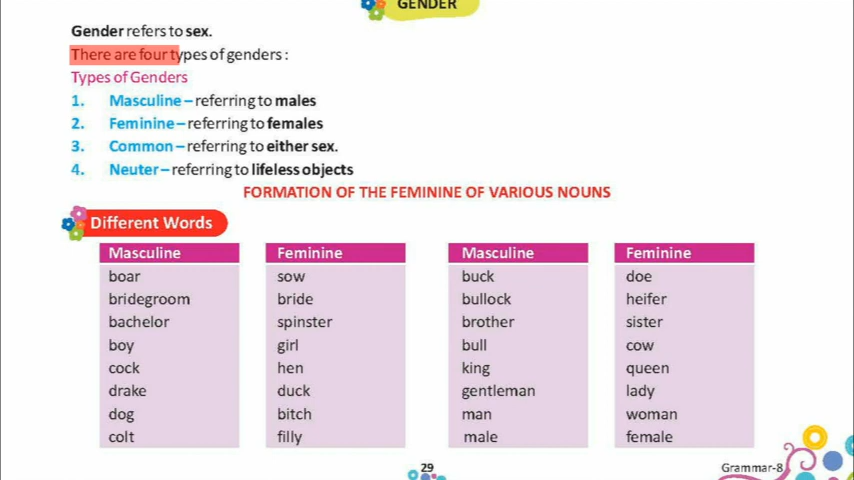 GENDER
Gender refers to sex.
There are four types of genders :
Types of Genders
1. Masculine – referring to males
2. Feminine – referring to females
3. Common – referring to either sex.
4. Neuter – referring to lifeless objects
FORMATION OF THE FEMININE OF VARIOUS NOUNS
Different Words
Masculine Feminine Masculine Feminine
boar sow buck doe
bridegroom bride bullock heifer
bachelor spinster brother sister
boy girl bull cow
cock hen king queen
drake duck gentleman lady
dog bitch man woman
colt filly male female
29
Grammar-8